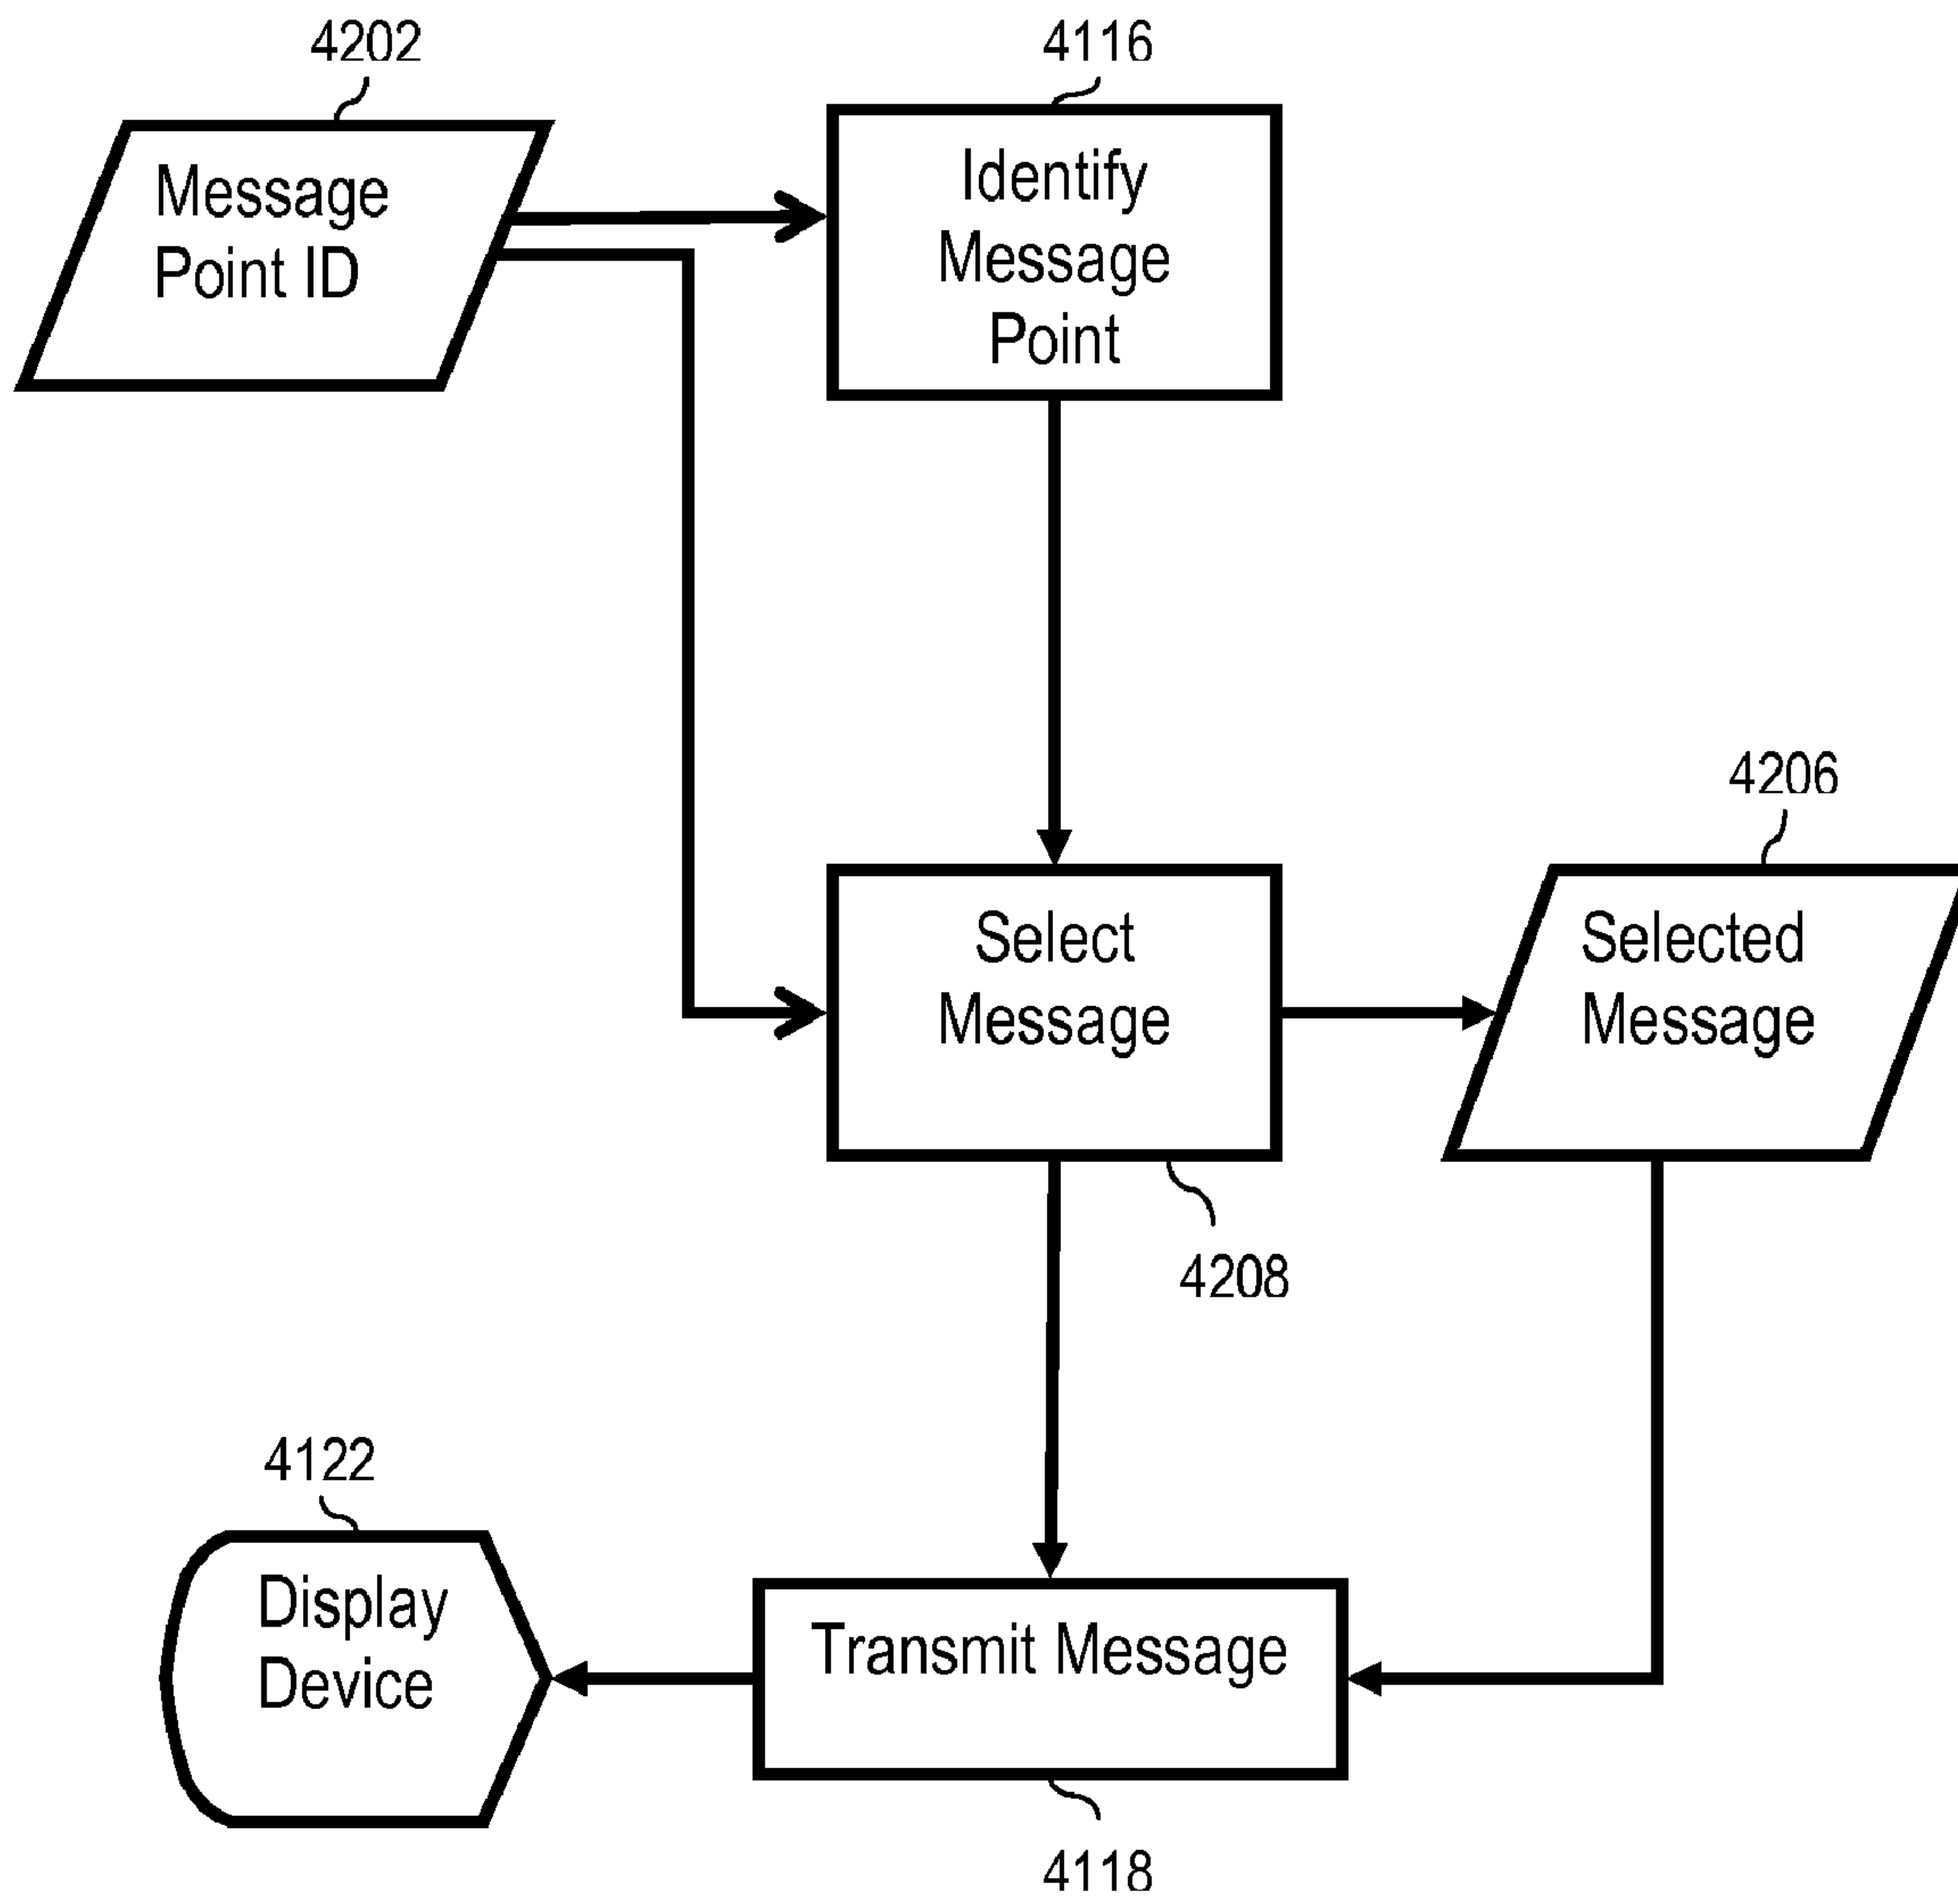 4202
4116
Message
Point ID
Identify
Message
Point
4206
Select
Message
Selected
Message
4208
4122
Display
Device
Transmit Message
4118